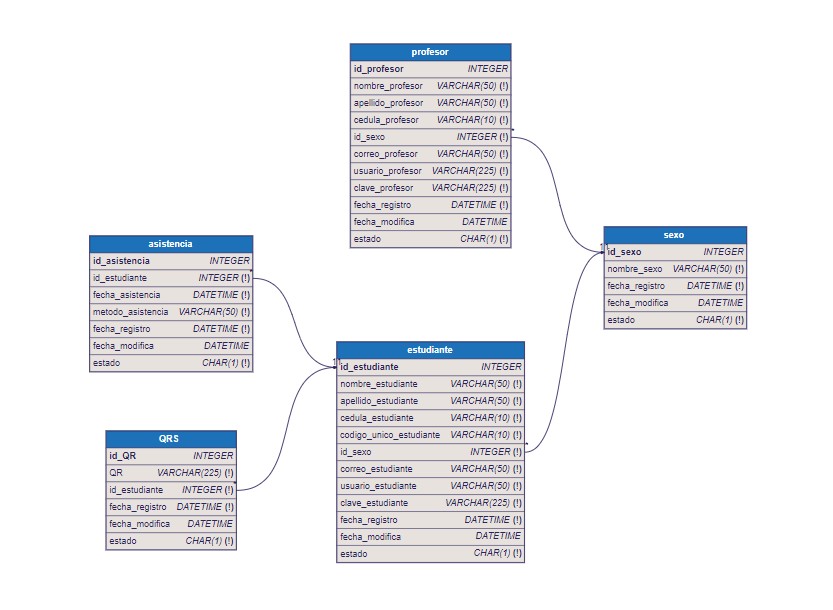 profesor
id_profesor INTEGER
nombre_profesor VARCHAR(50) (!)
apellido_profesor VARCHAR(50) (!)
cedula_profesor VARCHAR(10) (!)
id_sexo INTEGER (!)
correo_profesor VARCHAR(50) (!)
usuario_profesor VARCHAR(225) (!)
clave_profesor VARCHAR(225) (!)
fecha_registro DATETIME (!)
fecha_modifica DATETIME
estado CHAR(1) (!)
sexo
id_sexo INTEGER
nombre_sexo VARCHAR(50) (!)
fecha_registro DATETIME (!)
fecha_modifica DATETIME
estado CHAR(1) (!)
asistencia
id_asistencia INTEGER
id_estudiante INTEGER (!)
fecha_asistencia DATETIME (!)
metodo_asistencia VARCHAR(50) (!)
fecha_registro DATETIME (!)
fecha_modifica DATETIME
estado CHAR(1) (!)
estudiante
id_estudiante INTEGER
nombre_estudiante VARCHAR(50) (!)
apellido_estudiante VARCHAR(50) (!)
cedula_estudiante VARCHAR(10) (!)
codigo_unico_estudiante VARCHAR(10) (!)
id_sexo INTEGER (!)
correo_estudiante VARCHAR(50) (!)
usuario_estudiante VARCHAR(50) (!)
clave_estudiante VARCHAR(225) (!)
fecha_registro DATETIME (!)
fecha_modifica DATETIME
estado CHAR(1) (!)
QRS
id_QR INTEGER
QR VARCHAR(225) (!)
id_estudiante INTEGER (!)
fecha_registro DATETIME (!)
fecha_modifica DATETIME
estado CHAR(1) (!)